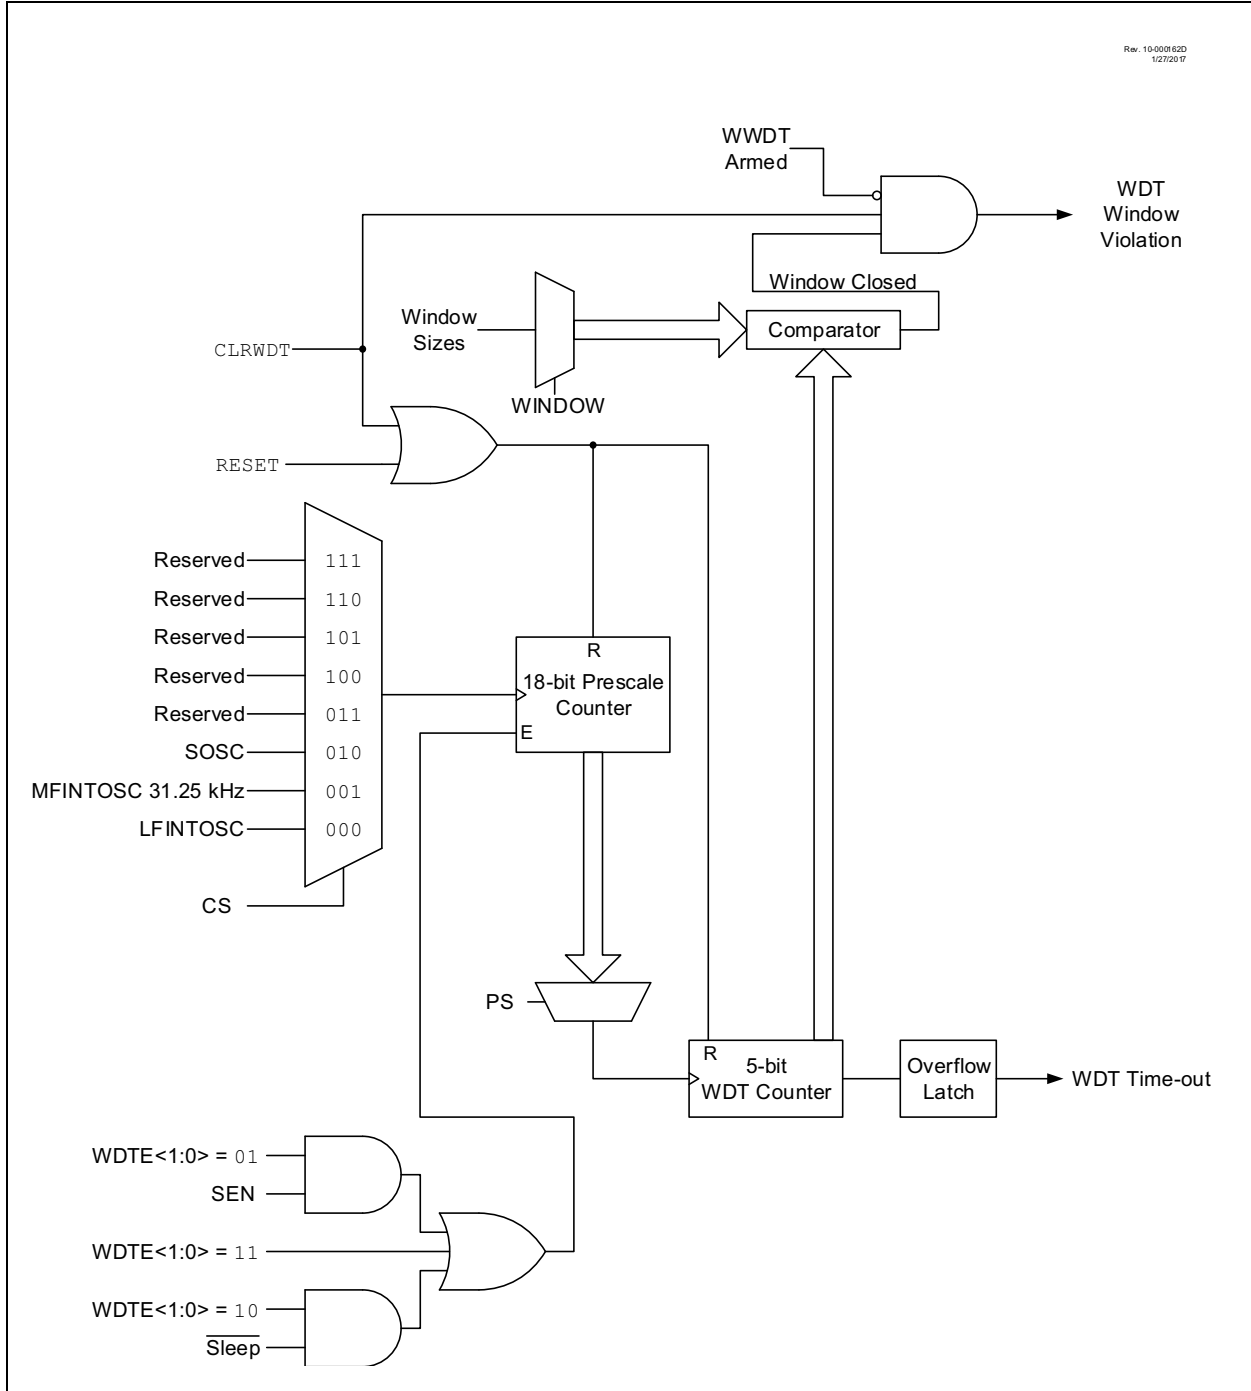 Rev. 10-000162D
1/27/2017
WWDT
Armed
WDT
Window
Violation
Window Closed
Window
Sizes
Comparator
CLRWDT
WINDOW
RESET
Reserved 111
Reserved 110
Reserved 101
Reserved 100
Reserved 011
SOSC 010
MFINTOSC 31.25 kHz 001
LFINTOSC 000
CS
R
18-bit Prescale
Counter
E
PS
R
5-bit
WDT Counter
Overflow
Latch
WDT Time-out
WDTE<1:0> = 01
SEN
WDTE<1:0> = 11
WDTE<1:0> = 10
Sleep